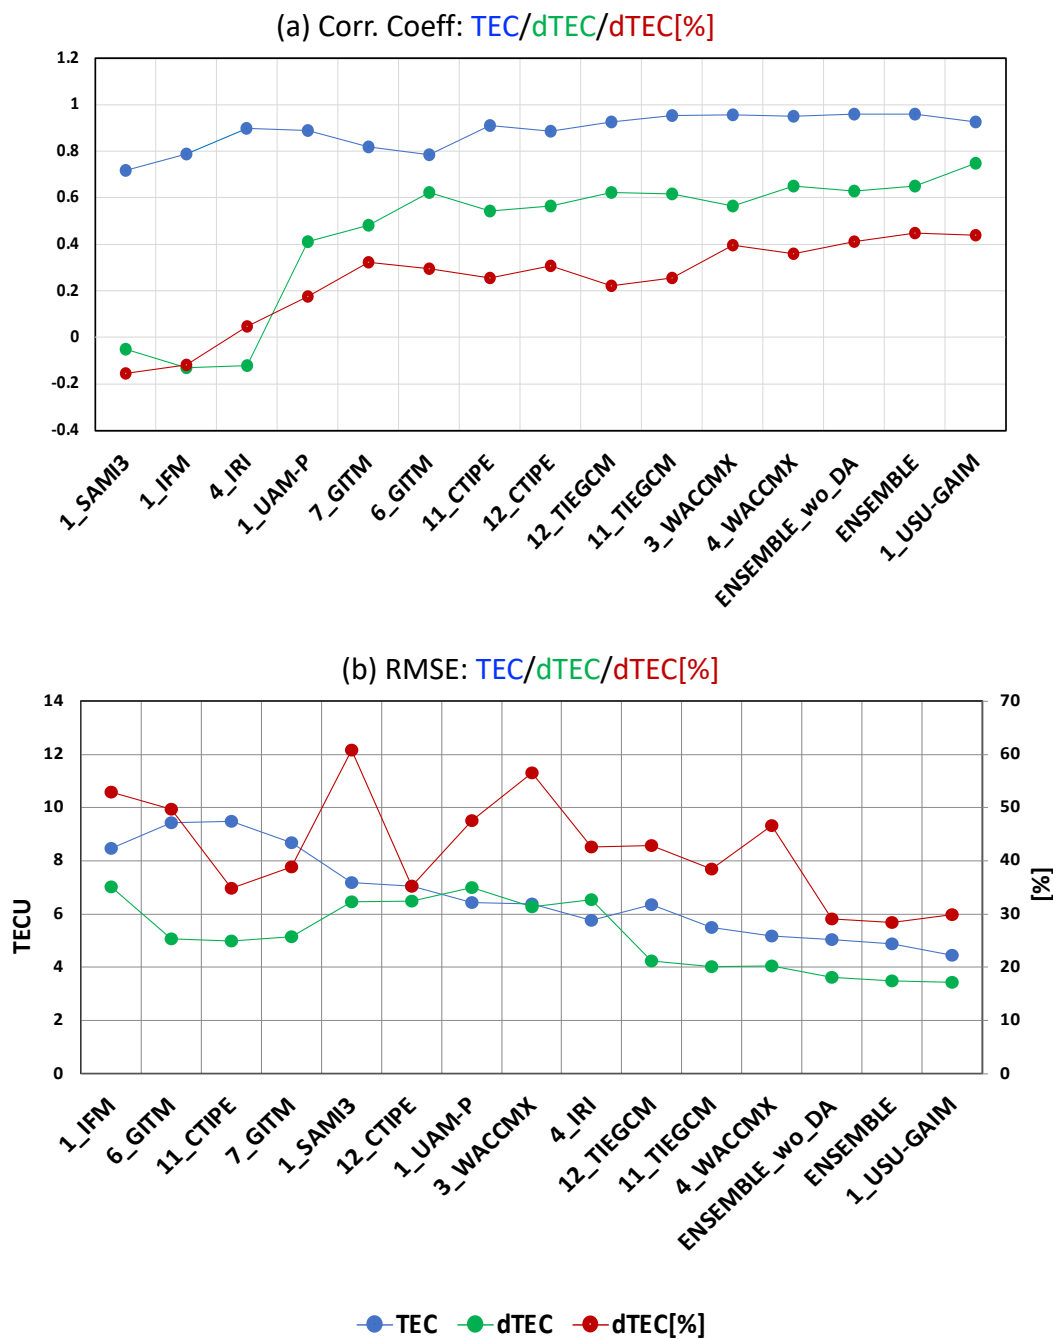 (a) Corr. Coeff: TEC/dTEC/dTEC[%]
1.2
1
0.8
0.6
0.4
0.2
0
-0.2
-0.4
1_SAMI3
1_IFM
4_IRI
1_UAM-P
7_GITM
6_GITM
11_CTIPE
12_CTIPE
12_TIEGCM
11_TIEGCM
3_WACCMX
4_WACCMX
ENSEMBLE_wo_DA
ENSEMBLE
1_USU-GAIM
(b) RMSE: TEC/dTEC/dTEC[%]
14
12
10
8
6
4
2
0
TECU
70
60
50
40
30
20
10
0
[%]
1_IFM
6_GITM
11_CTIPE
7_GITM
1_SAMI3
12_CTIPE
1_UAM-P
3_WACCMX
4_IRI
12_TIEGCM
11_TIEGCM
4_WACCMX
ENSEMBLE_wo_DA
ENSEMBLE
1_USU-GAIM
TEC dTEC dTEC[%]